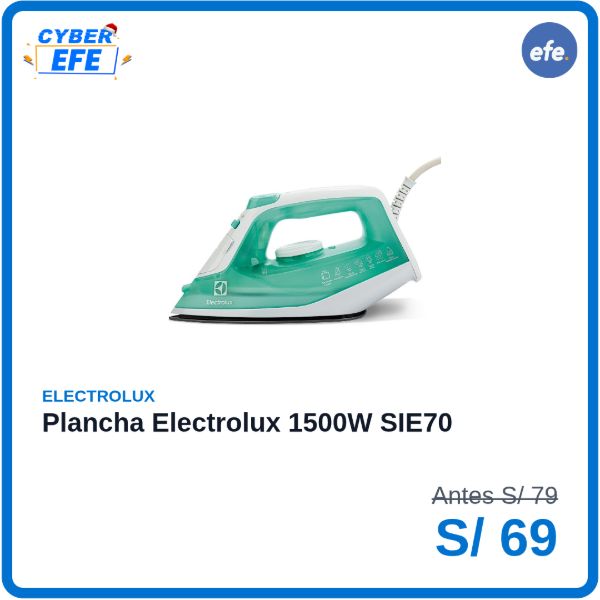 CYBER
EFE
efe.
Electrolux
ELECTROLUX
Plancha Electrolux 1500W SIE70
Antes S/ 79
S/ 69